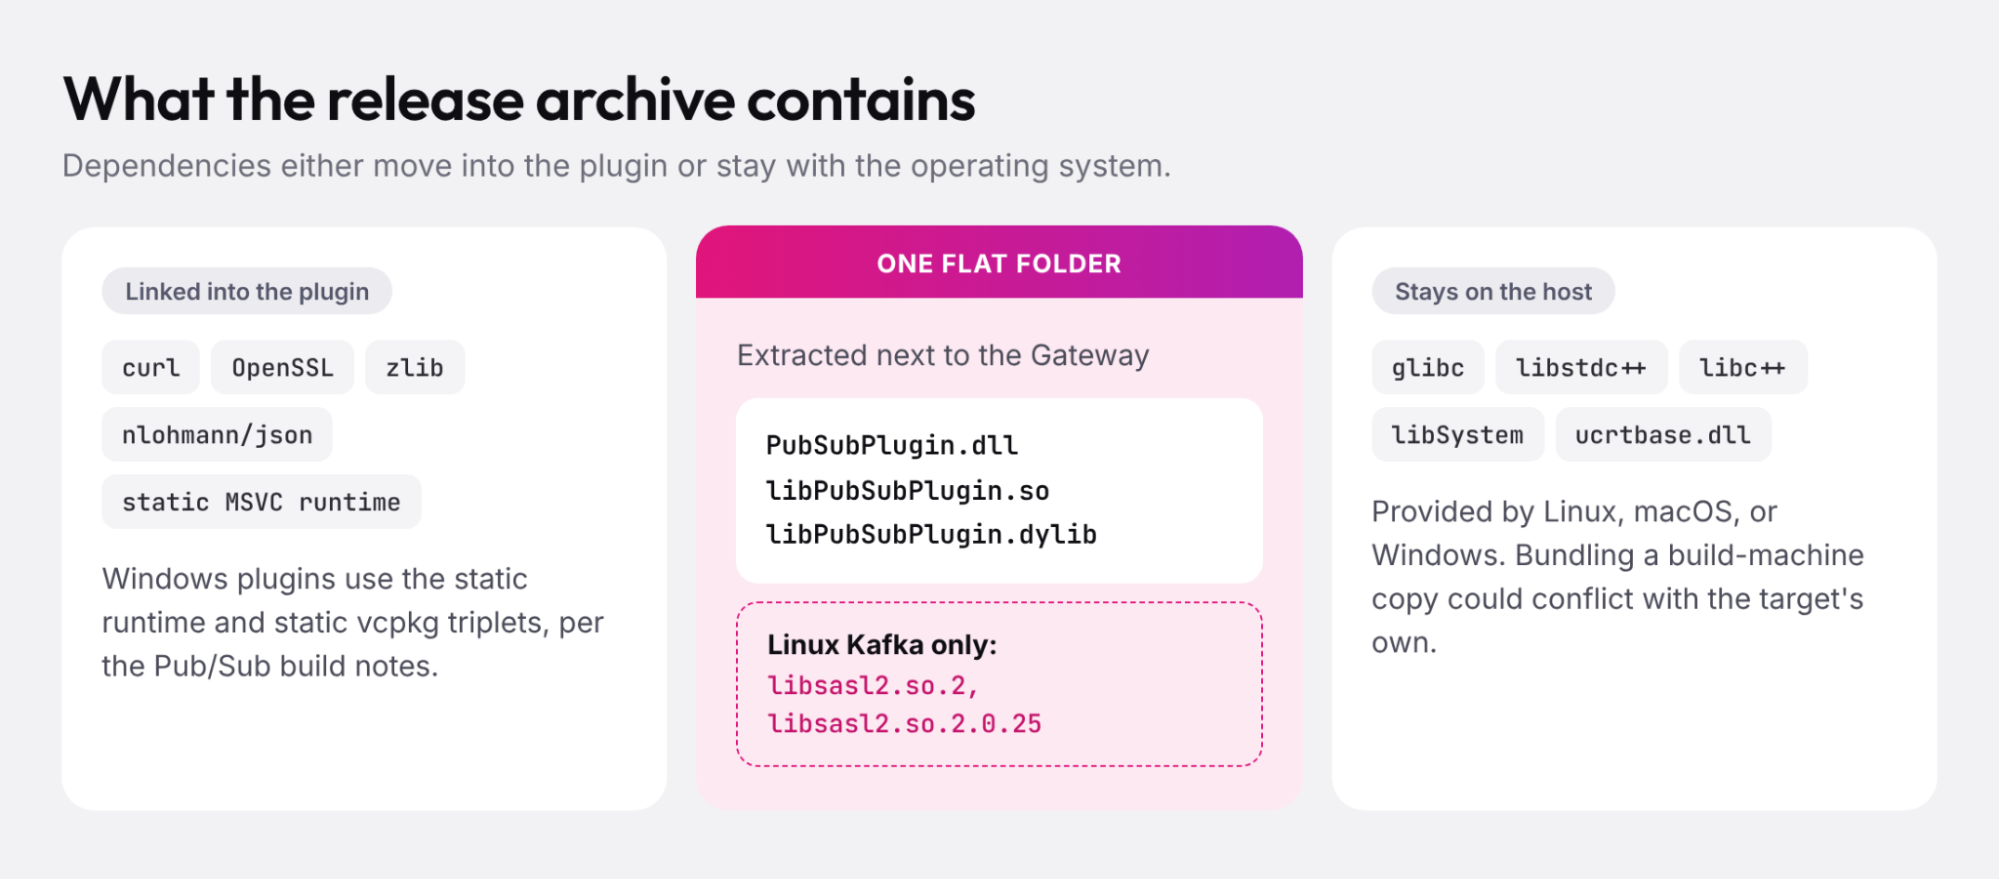 What the release archive contains
Dependencies either move into the plugin or stay with the operating system.
Linked into the plugin
curl OpenSSL zlib
nlohmann/json
static MSVC runtime
Windows plugins use the static
runtime and static vcpkg triplets, per
the Pub/Sub build notes.
ONE FLAT FOLDER
Extracted next to the Gateway
PubSubPlugin.dll
libPubSubPlugin.so
libPubSubPlugin.dylib
Linux Kafka only:
libsasl2.so.2,
libsasl2.so.2.0.25
Stays on the host
glibc libstdc++ libc++
libSystem ucrtbase.dll
Provided by Linux, macOS, or
Windows. Bundling a build-machine
copy could conflict with the target's
own.